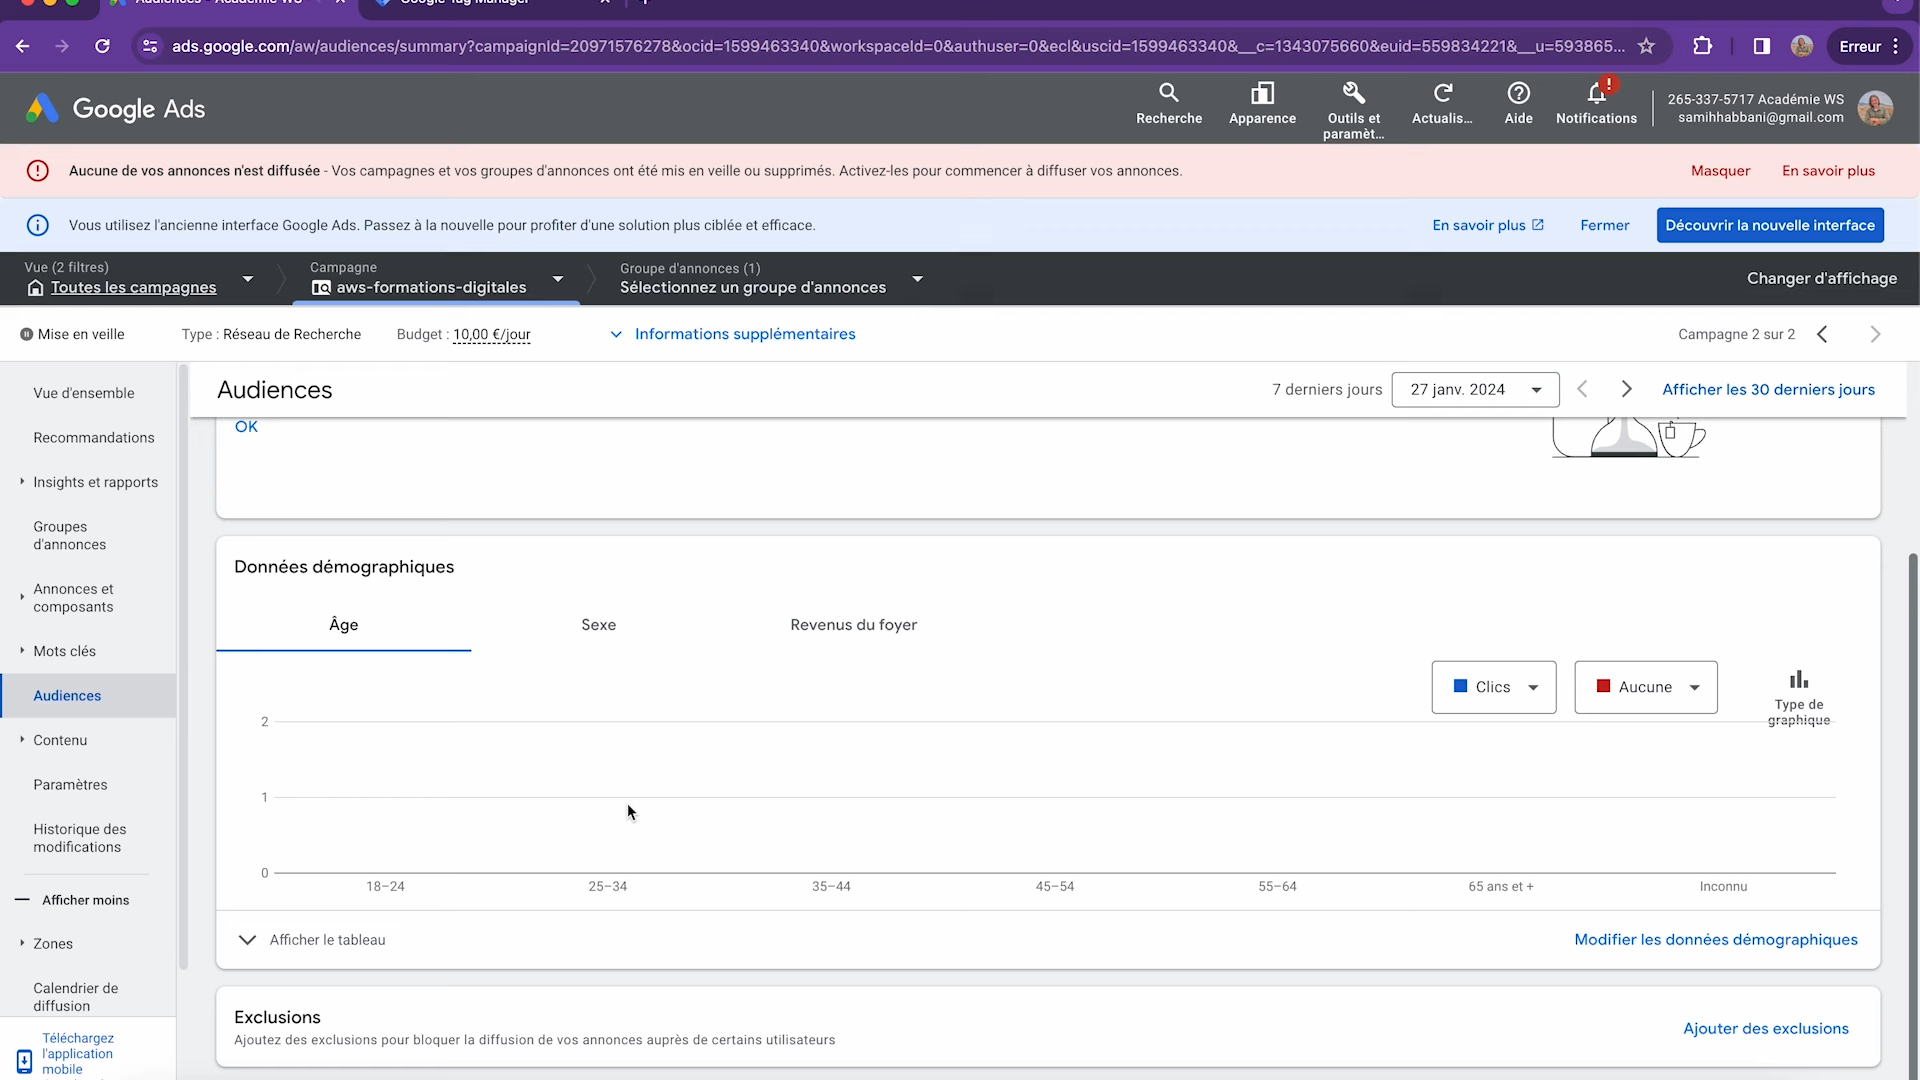 Audiences - Académie WS
Google Tag Manager
ads.google.com/aw/audiences/summary?campaignId=20971576278&ocid=1599463340&workspaceId=0&authuser=0&ecl&uscid=1599463340&__c=1343075660&euid=559834221&__u=593865...
Erreur
Google Ads
Recherche
Apparence
Outils et
paramèt...
Actualis...
Aide
Notifications
265-337-5717 Académie WS
samihhabbani@gmail.com
Aucune de vos annonces n'est diffusée - Vos campagnes et vos groupes d'annonces ont été mis en veille ou supprimés. Activez-les pour commencer à diffuser vos annonces.
Masquer
En savoir plus
Vous utilisez l'ancienne interface Google Ads. Passez à la nouvelle pour profiter d'une solution plus ciblée et efficace.
En savoir plus
Fermer
Découvrir la nouvelle interface
Vue (2 filtres)
Toutes les campagnes
Campagne
aws-formations-digitales
Groupe d'annonces (1)
Sélectionnez un groupe d'annonces
Changer d'affichage
Mise en veille
Type : Réseau de Recherche
Budget : 10,00 €/jour
Informations supplémentaires
Campagne 2 sur 2
Vue d'ensemble
Recommandations
Insights et rapports
Groupes
d'annonces
Annonces et
composants
Mots clés
Audiences
Contenu
Paramètres
Historique des
modifications
Afficher moins
Zones
Calendrier de
diffusion
Téléchargez
l'application
mobile
Audiences
7 derniers jours
27 janv. 2024
Afficher les 30 derniers jours
OK
Données démographiques
Âge
Sexe
Revenus du foyer
Clics
Aucune
Type de
graphique
2
1
0
18–24
25–34
35–44
45–54
55–64
65 ans et +
Inconnu
Afficher le tableau
Modifier les données démographiques
Exclusions
Ajoutez des exclusions pour bloquer la diffusion de vos annonces auprès de certains utilisateurs
Ajouter des exclusions